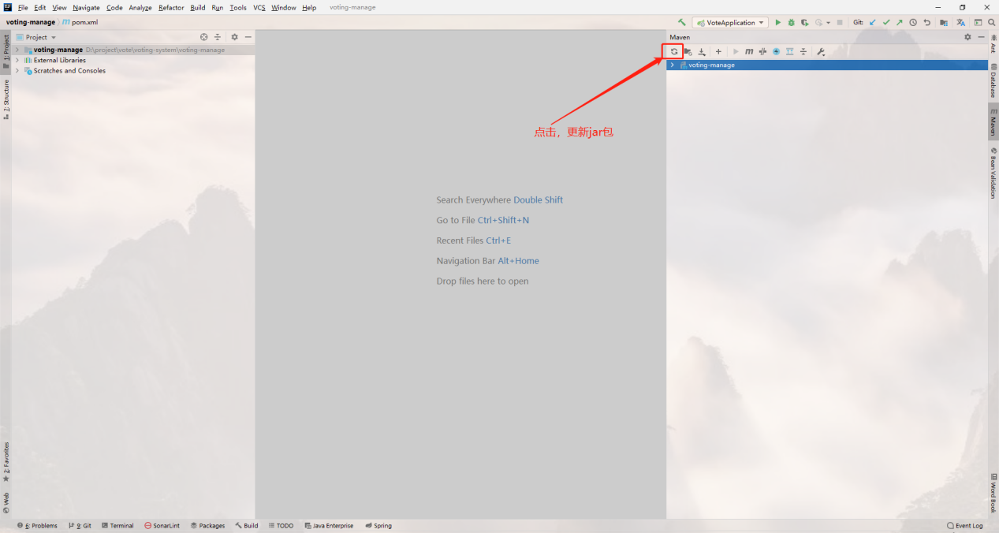 File Edit View Navigate Code Analyze Refactor Build Run Tools VCS Window Help voting-manage
voting-manage pom.xml
VoteApplication
Git:
Project
voting-manage D:\project\vote\voting-system\voting-manage
External Libraries
Scratches and Consoles
Maven
voting-manage
点击，更新jar包
Search Everywhere Double Shift
Go to File Ctrl+Shift+N
Recent Files Ctrl+E
Navigation Bar Alt+Home
Drop files here to open
1: Project
7: Structure
2: Favorites
Web
Ant
Database
Maven
Bean Validation
Word Book
6: Problems 9: Git Terminal SonarLint Packages Build TODO Java Enterprise Spring Event Log